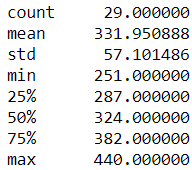 count 29.000000
mean 331.950888
std 57.101486
min 251.000000
25% 287.000000
50% 324.000000
75% 382.000000
max 440.000000